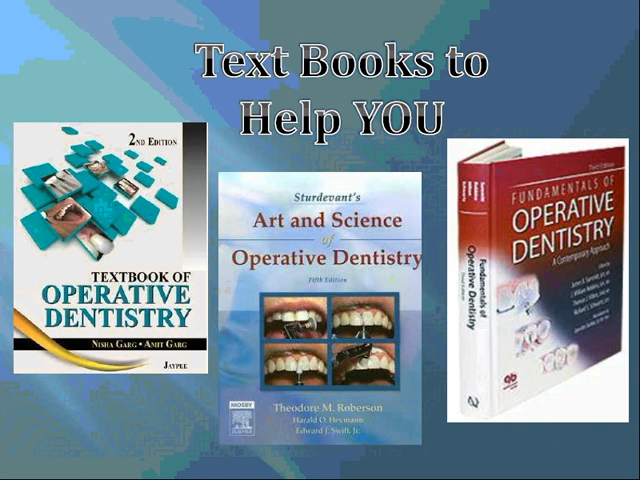 Text Books to
Help YOU
2ND EDITION
TEXTBOOK OF
OPERATIVE
DENTISTRY
NISHA GARG • AMIT GARG
JAYPEE
Sturdevant's
Art and Science
of
Operative Dentistry
Fifth Edition
MOSBY
ELSEVIER
Theodore M. Roberson
Harald O. Heymann
Edward J. Swift, Jr.
Third Edition
FUNDAMENTALS OF
OPERATIVE
DENTISTRY
A Contemporary Approach
Fundamentals of
Operative Dentistry